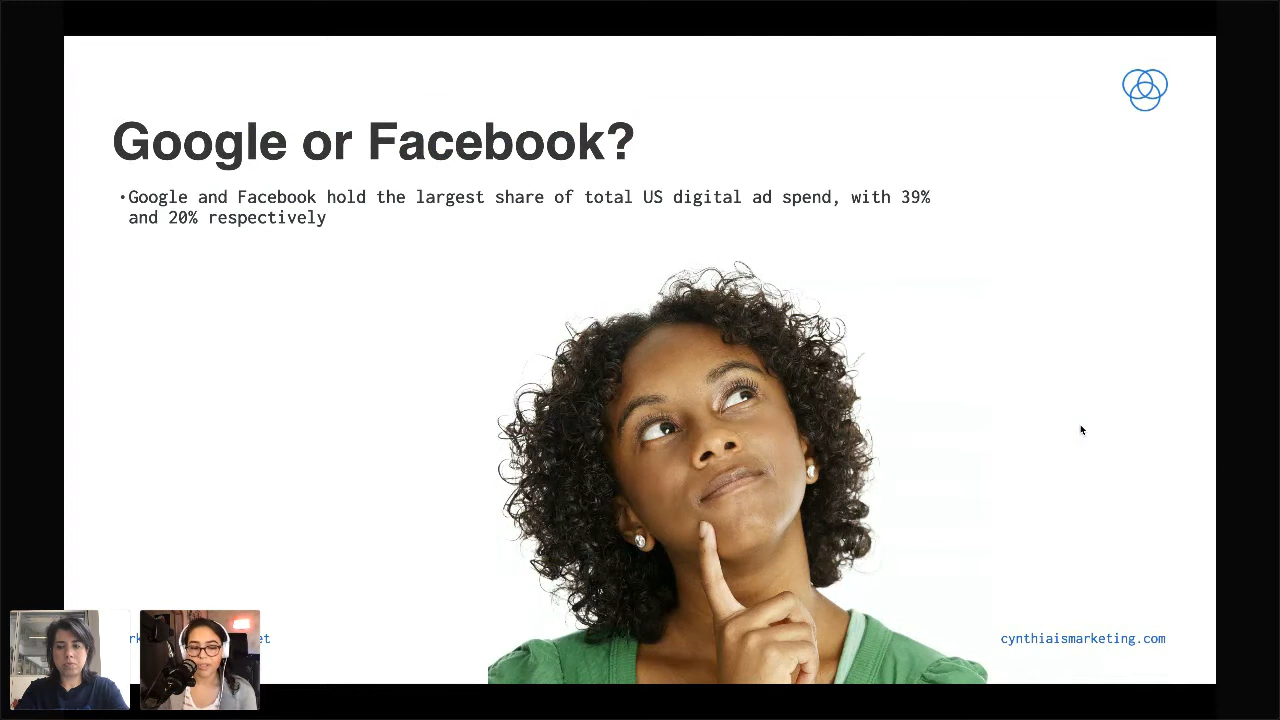 Google or Facebook?
•Google and Facebook hold the largest share of total US digital ad spend, with 39%
and 20% respectively
cynthiaismarketing.com